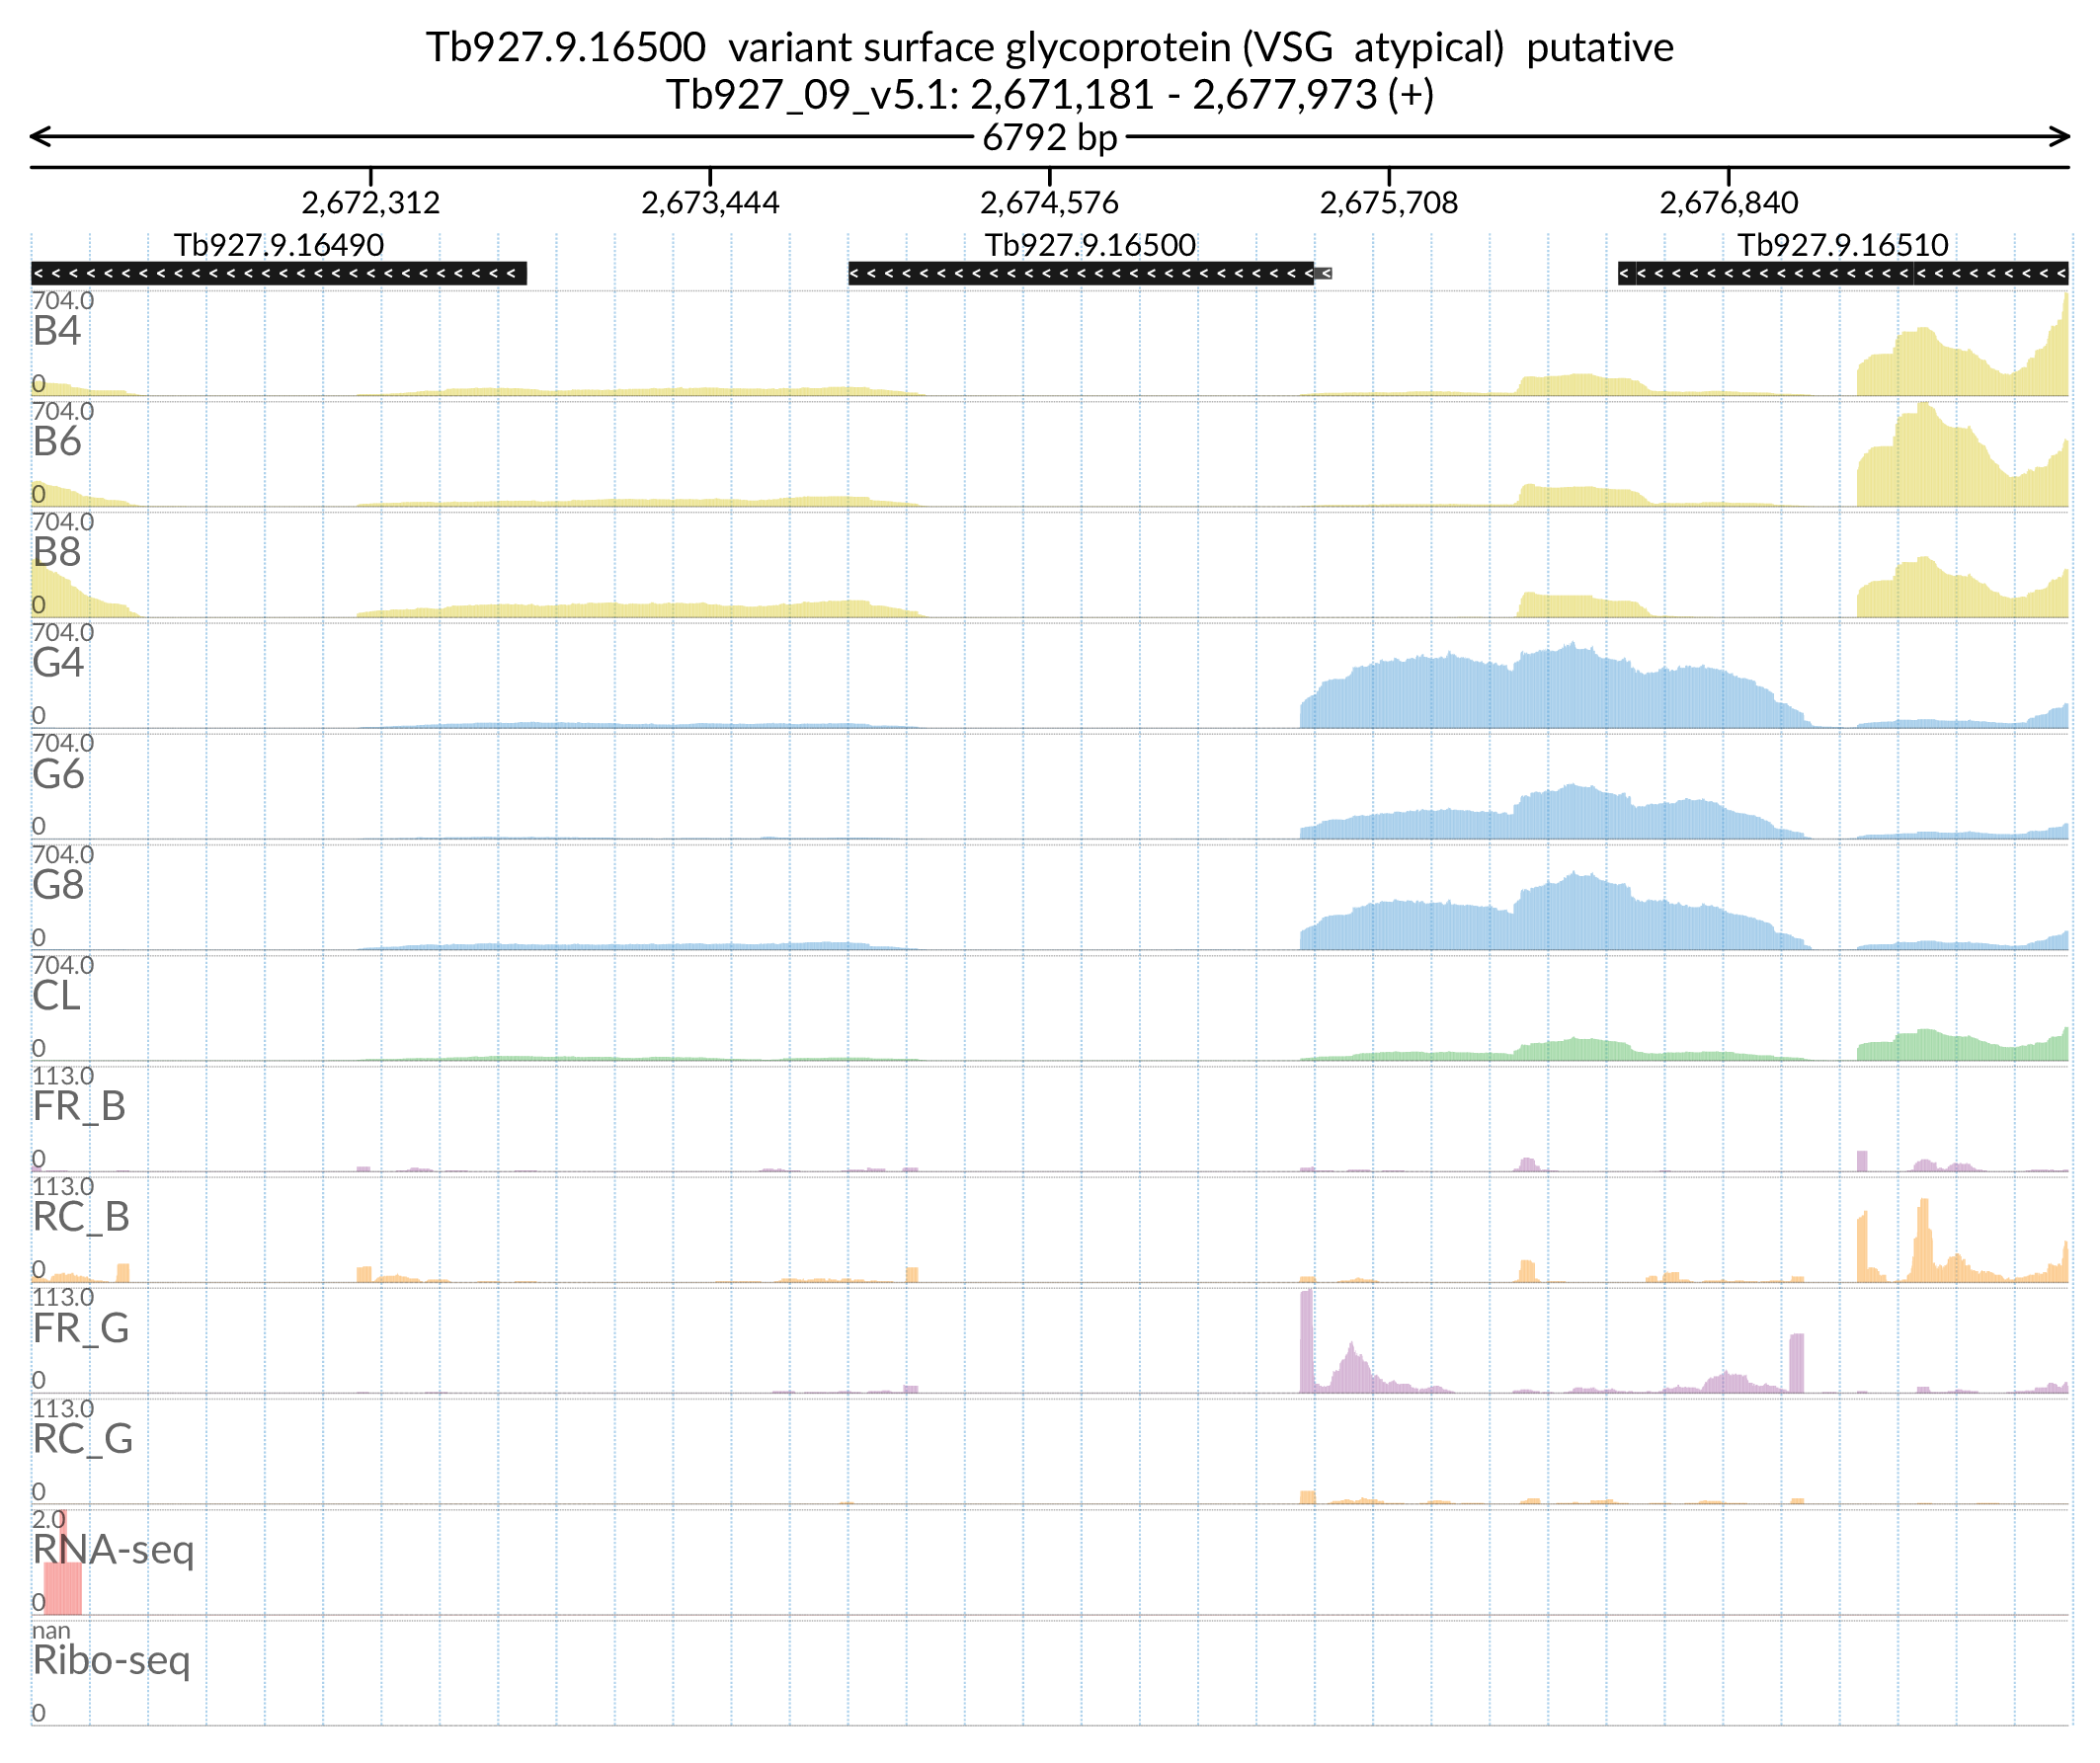 Tb927.9.16500 variant surface glycoprotein (VSG atypical) putative
Tb927_09_v5.1: 2,671,181 - 2,677,973 (+)
6792 bp
2,672,312 2,673,444 2,674,576 2,675,708 2,676,840
Tb927.9.16490 Tb927.9.16500 Tb927.9.16510
704.0
B4
0
704.0
B6
0
704.0
B8
0
704.0
G4
0
704.0
G6
0
704.0
G8
0
704.0
CL
0
113.0
FR_B
0
113.0
RC_B
0
113.0
FR_G
0
113.0
RC_G
0
2.0
RNA-seq
0
nan
Ribo-seq
0